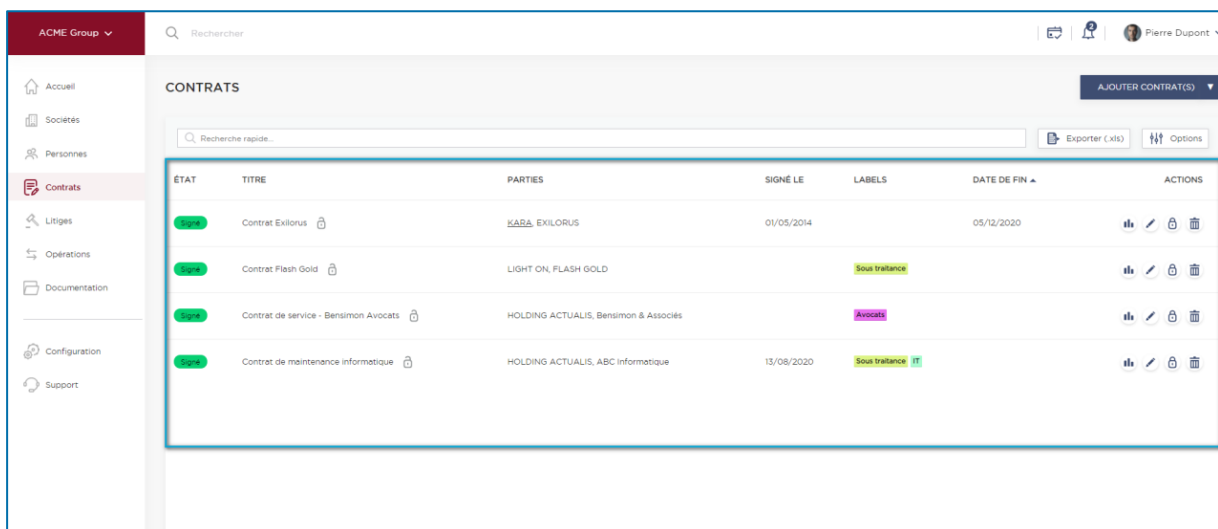 ACME Group
Rechercher
2
Pierre Dupont
Accueil
Sociétés
Personnes
Contrats
Litiges
Opérations
Documentation
Configuration
Support
CONTRATS
AJOUTER CONTRAT(S)
Recherche rapide...
Exporter (.xls)
Options
ÉTAT TITRE PARTIES SIGNÉ LE LABELS DATE DE FIN ACTIONS
Signé Contrat Exilorus KARA, EXILORUS 01/05/2014 05/12/2020
Signé Contrat Flash Gold LIGHT ON, FLASH GOLD Sous traitance
Signé Contrat de service - Bensimon Avocats HOLDING ACTUALIS, Bensimon & Associés Avocats
Signé Contrat de maintenance informatique HOLDING ACTUALIS, ABC Informatique 13/08/2020 Sous traitance IT